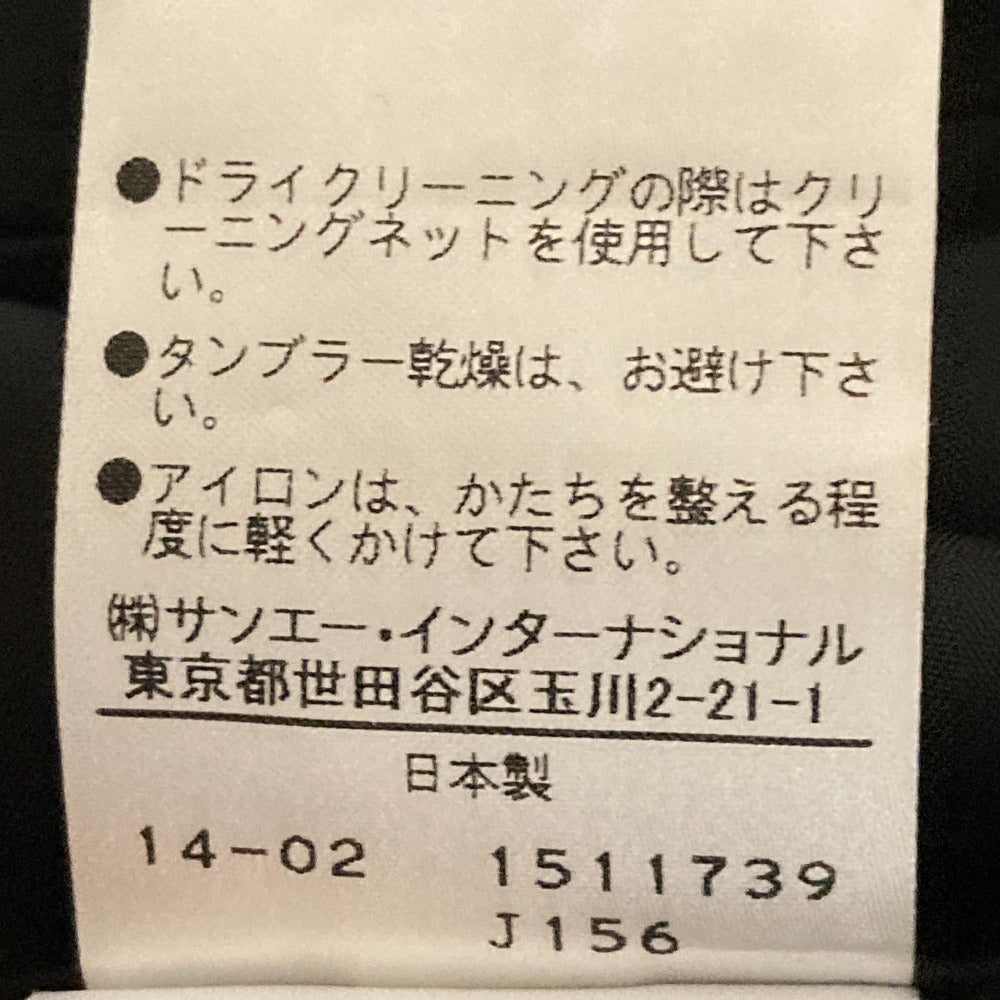 ●ドライクリーニングの際はクリ
ーニングネットを使用して下さ
い。
●タンブラー乾燥は、お避け下さ
い。
●アイロンは、かたちを整える程
度に軽くかけて下さい。
㈱サンエー・インターナショナル
東京都世田谷区玉川2-21-1
日本製
14-02 1511739
J156